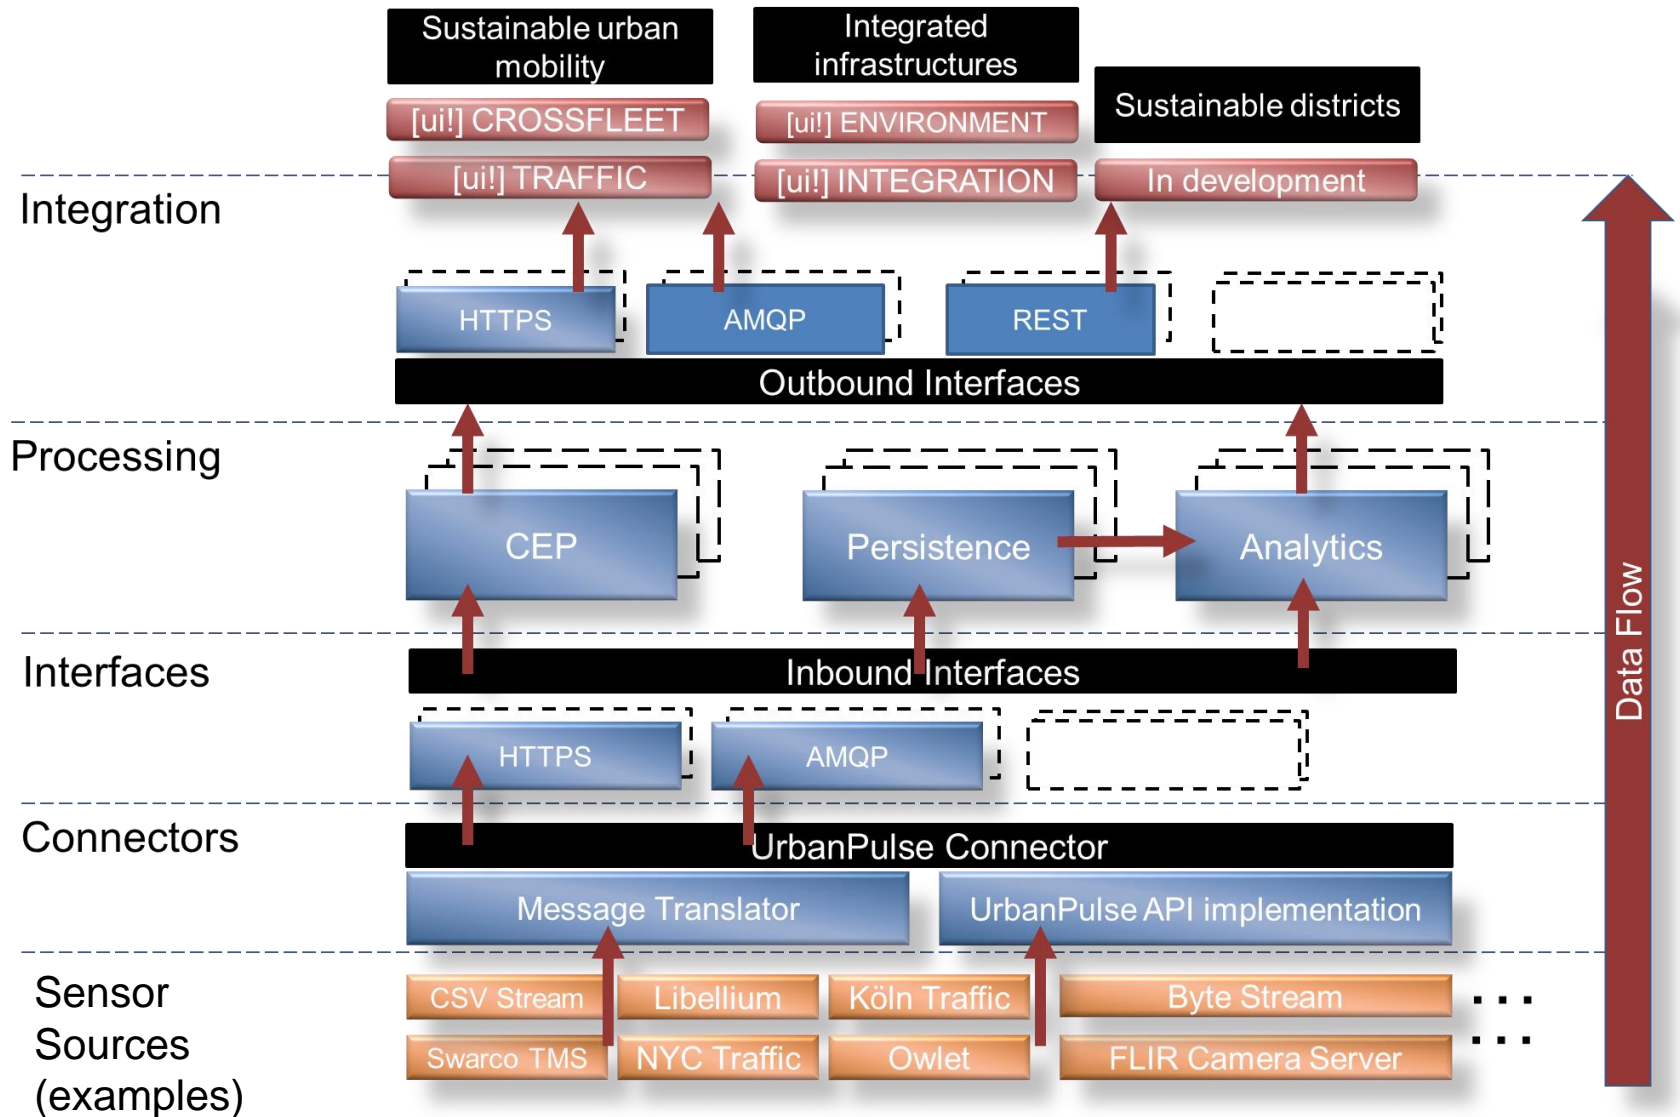 Sustainable urban
mobility
Integrated
infrastructures
Sustainable districts
[ui!] CROSSFLEET
[ui!] ENVIRONMENT
[ui!] TRAFFIC
[ui!] INTEGRATION
In development
Integration
HTTPS
AMQP
REST
Outbound Interfaces
Processing
CEP
Persistence
Analytics
Data Flow
Interfaces
Inbound Interfaces
HTTPS
AMQP
Connectors
UrbanPulse Connector
Message Translator
UrbanPulse API implementation
Sensor
Sources
(examples)
CSV Stream
Libellium
Köln Traffic
Byte Stream
...
Swarco TMS
NYC Traffic
Owlet
FLIR Camera Server
...